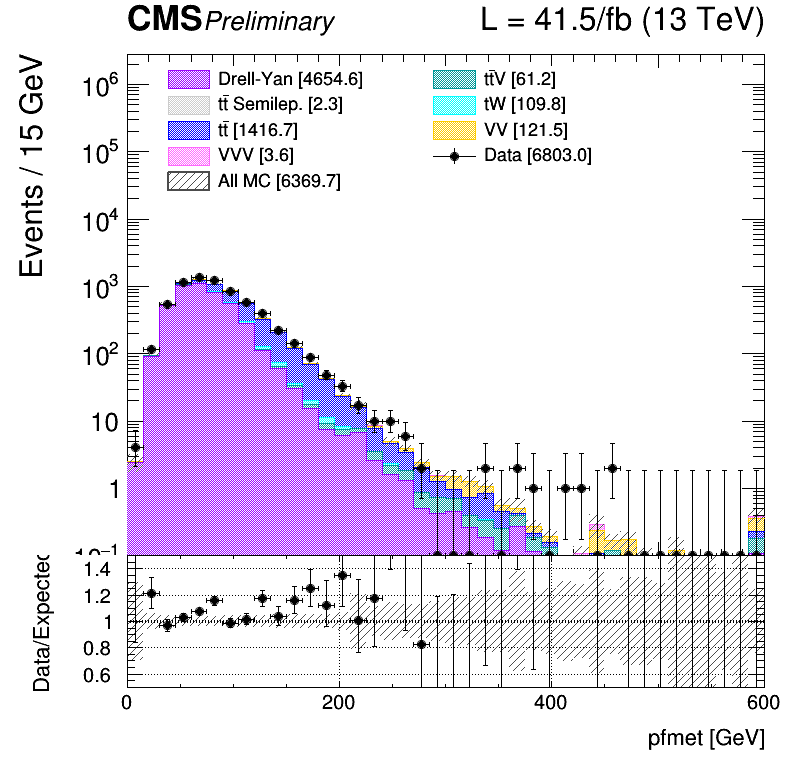 CMS Preliminary L = 41.5/fb (13 TeV)
Events / 15 GeV
Drell-Yan [4654.6]
tt̄V [61.2]
tt̄ Semilep. [2.3]
tW [109.8]
tt̄ [1416.7]
VV [121.5]
VVV [3.6]
Data [6803.0]
All MC [6369.7]
10⁶
10⁵
10⁴
10³
10²
10
1
10⁻¹
Data/Expected
1.4
1.2
1
0.8
0.6
0 200 400 600
pfmet [GeV]